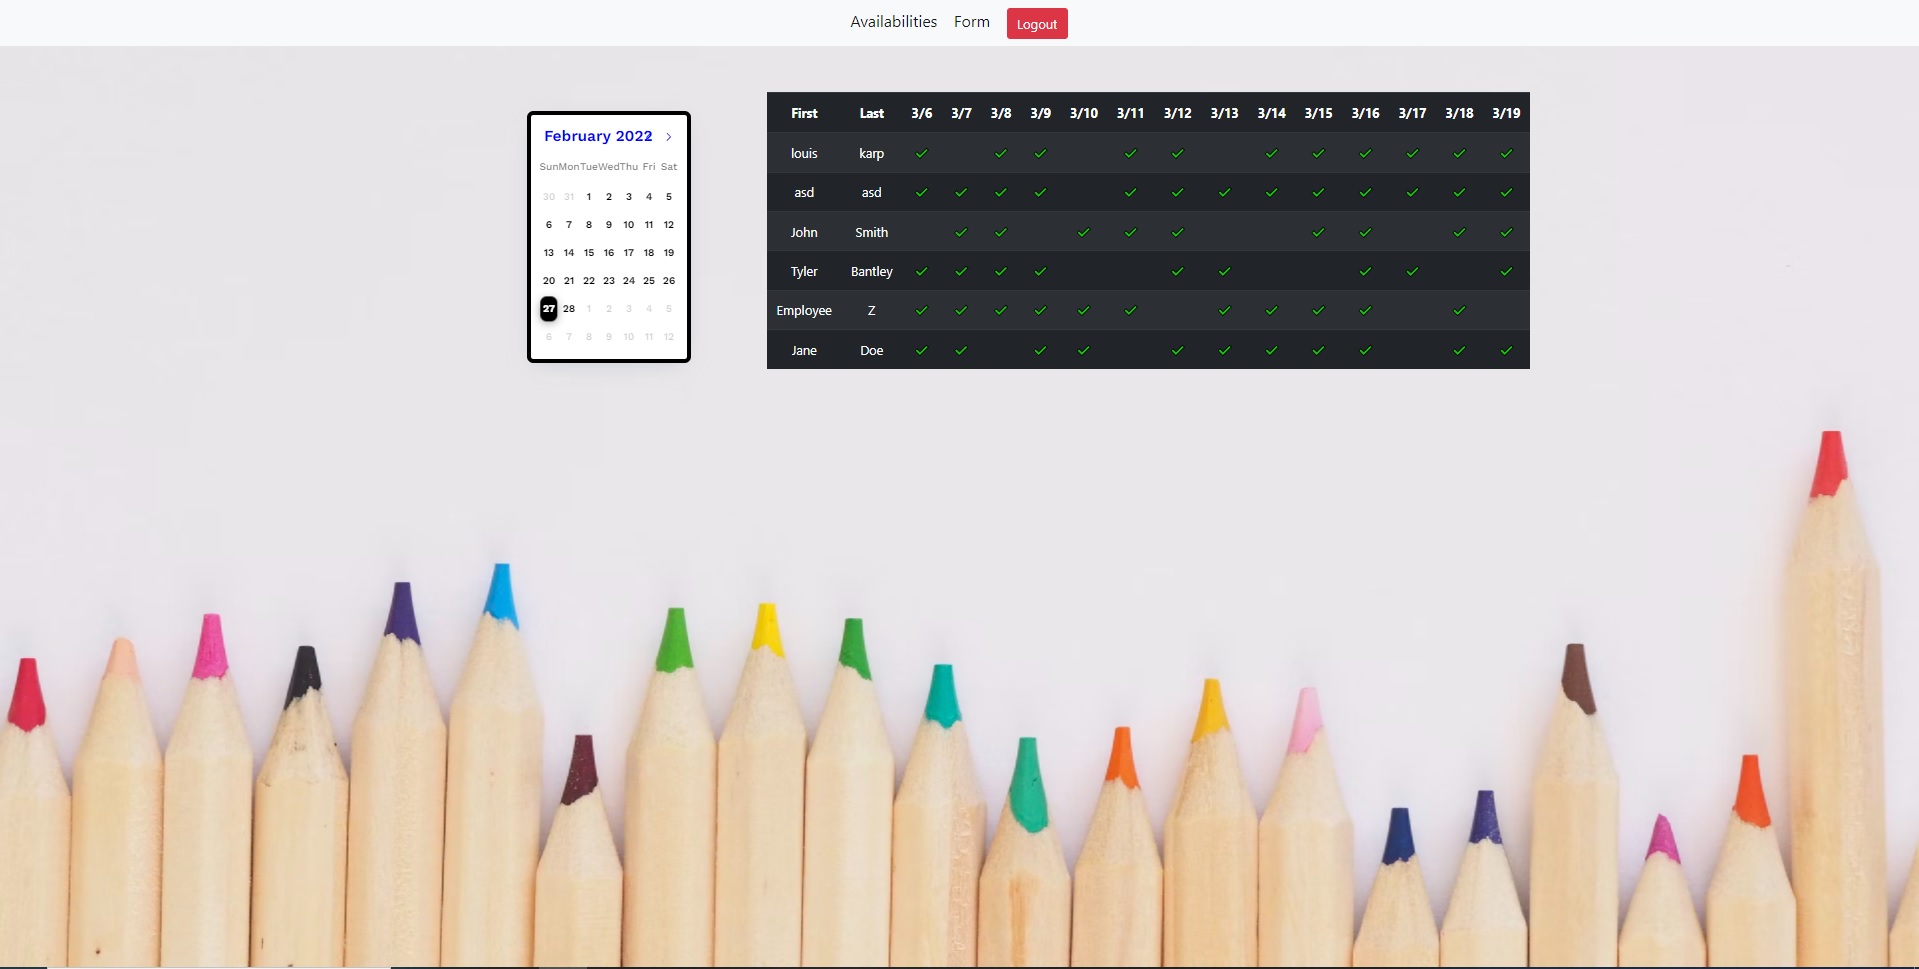 Availabilities Form Logout
February 2022 >
Sun Mon Tue Wed Thu Fri Sat
30 31 1 2 3 4 5
6 7 8 9 10 11 12
13 14 15 16 17 18 19
20 21 22 23 24 25 26
27 28 1 2 3 4 5
6 7 8 9 10 11 12
First Last 3/6 3/7 3/8 3/9 3/10 3/11 3/12 3/13 3/14 3/15 3/16 3/17 3/18 3/19
louis karp ✓ ✓ ✓ ✓ ✓ ✓ ✓ ✓ ✓ ✓ ✓
asd asd ✓ ✓ ✓ ✓ ✓ ✓ ✓ ✓ ✓ ✓ ✓ ✓ ✓
John Smith ✓ ✓ ✓ ✓ ✓ ✓ ✓ ✓ ✓
Tyler Bantley ✓ ✓ ✓ ✓ ✓ ✓ ✓ ✓ ✓
Employee Z ✓ ✓ ✓ ✓ ✓ ✓ ✓ ✓ ✓ ✓ ✓
Jane Doe ✓ ✓ ✓ ✓ ✓ ✓ ✓ ✓ ✓ ✓ ✓